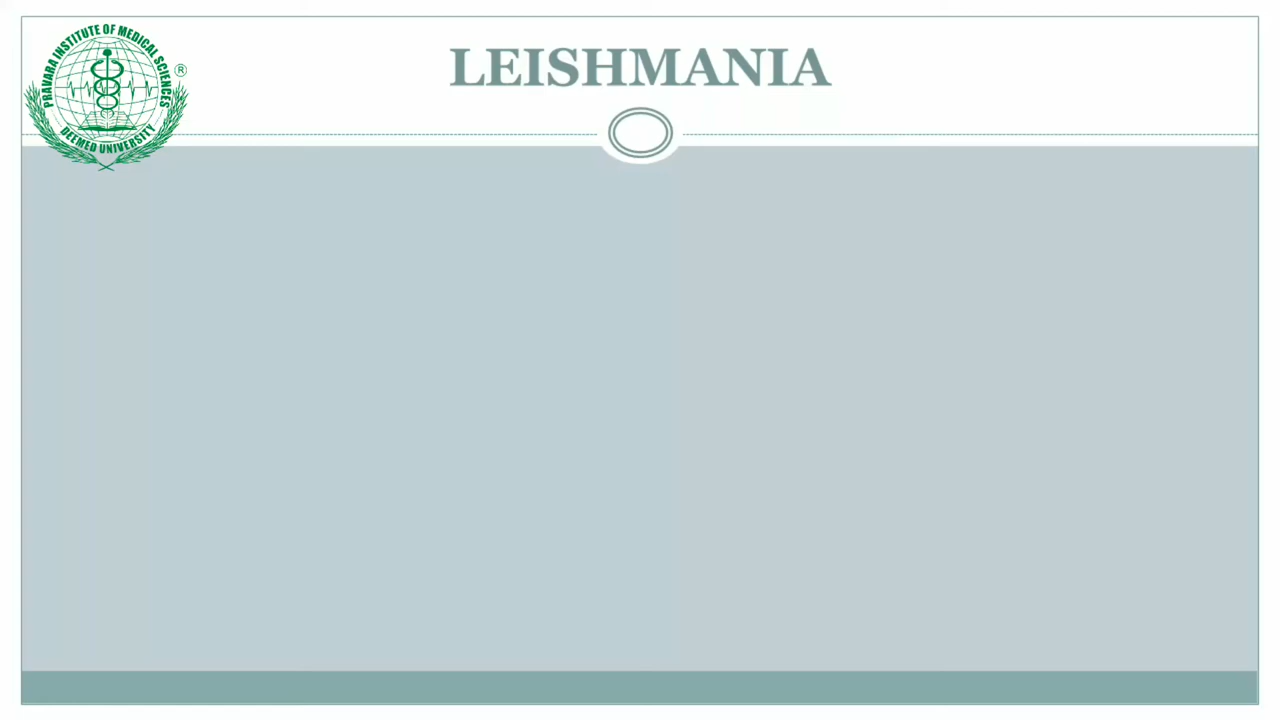 PRAVARA INSTITUTE OF MEDICAL SCIENCES
®
DEEMED UNIVERSITY
LEISHMANIA